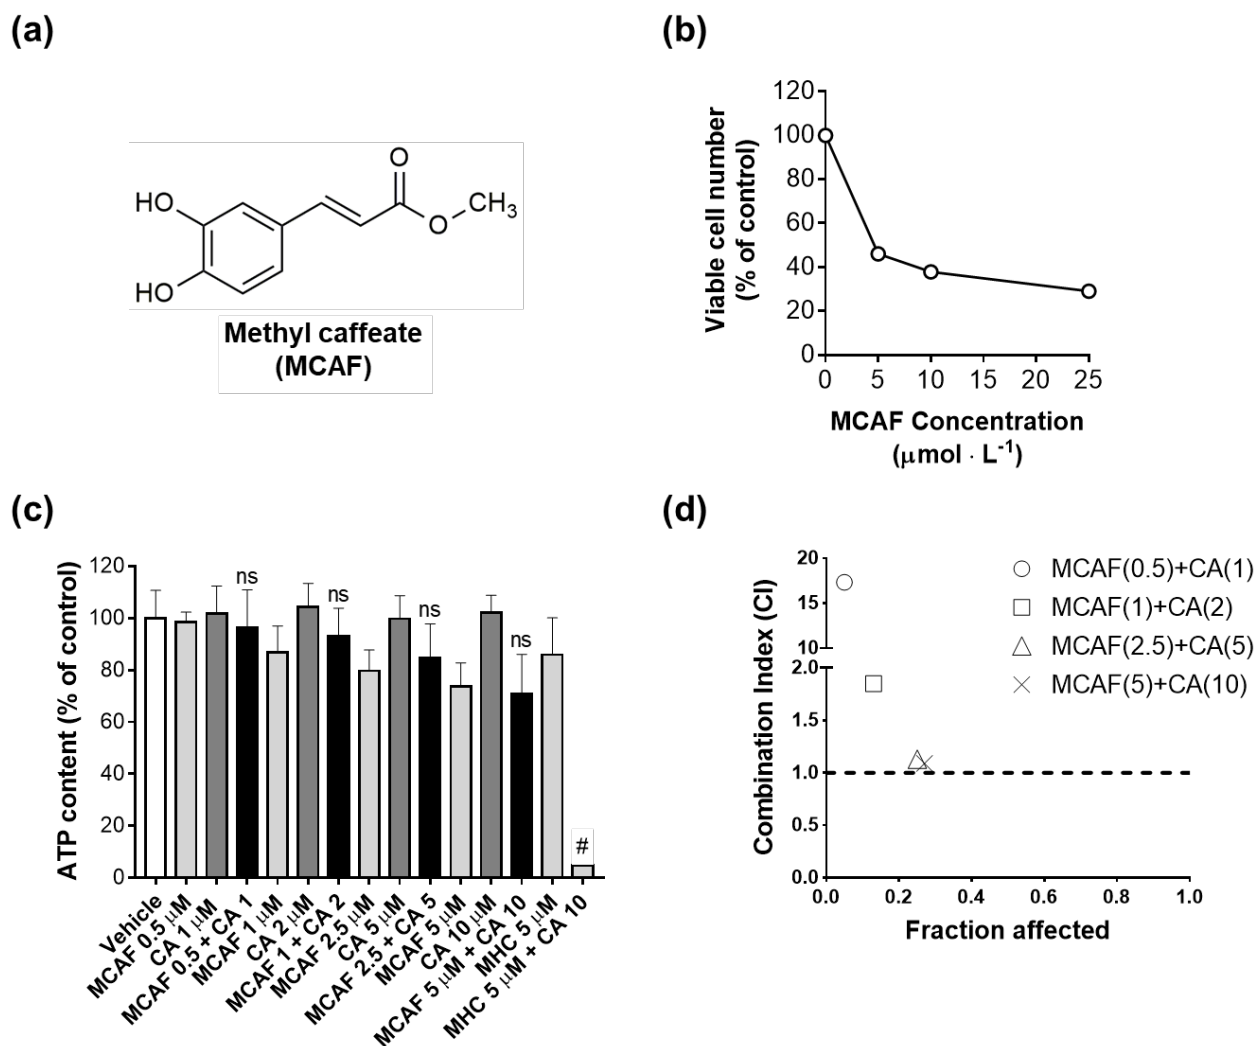 (a)
HO
HO
O
O
CH3
Methyl caffeate
(MCAF)
(b)
Viable cell number
(% of control)
120
100
80
60
40
20
0
0 5 10 15 20 25
MCAF Concentration
(μmol · L-1)
(c)
ATP content (% of control)
120
100
80
60
40
20
0
ns
ns
ns
ns
#
Vehicle
MCAF 0.5 μM
CA 1 μM
MCAF 0.5 + CA 1
MCAF 1 μM
CA 2 μM
MCAF 1 + CA 2
MCAF 2.5 μM
CA 5 μM
MCAF 2.5 + CA 5
MCAF 5 μM
CA 10 μM
MCAF 5 μM + CA 10
MHC 5 μM
MHC 5 μM + CA 10
(d)
Combination Index (CI)
20
15
10
2.0
1.5
1.0
0.5
0.0
0.0 0.2 0.4 0.6 0.8 1.0
Fraction affected
MCAF(0.5)+CA(1)
MCAF(1)+CA(2)
MCAF(2.5)+CA(5)
MCAF(5)+CA(10)